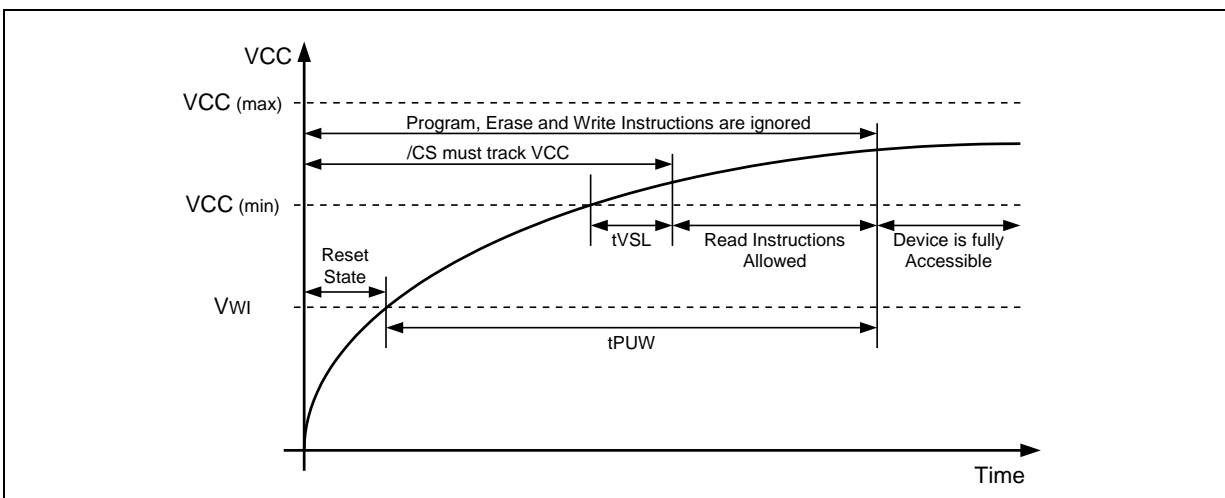 VCC
VCC (max)
Program, Erase and Write Instructions are ignored
/CS must track VCC
VCC (min)
tVSL
Read Instructions
Allowed
Device is fully
Accessible
Reset
State
VWI
tPUW
Time